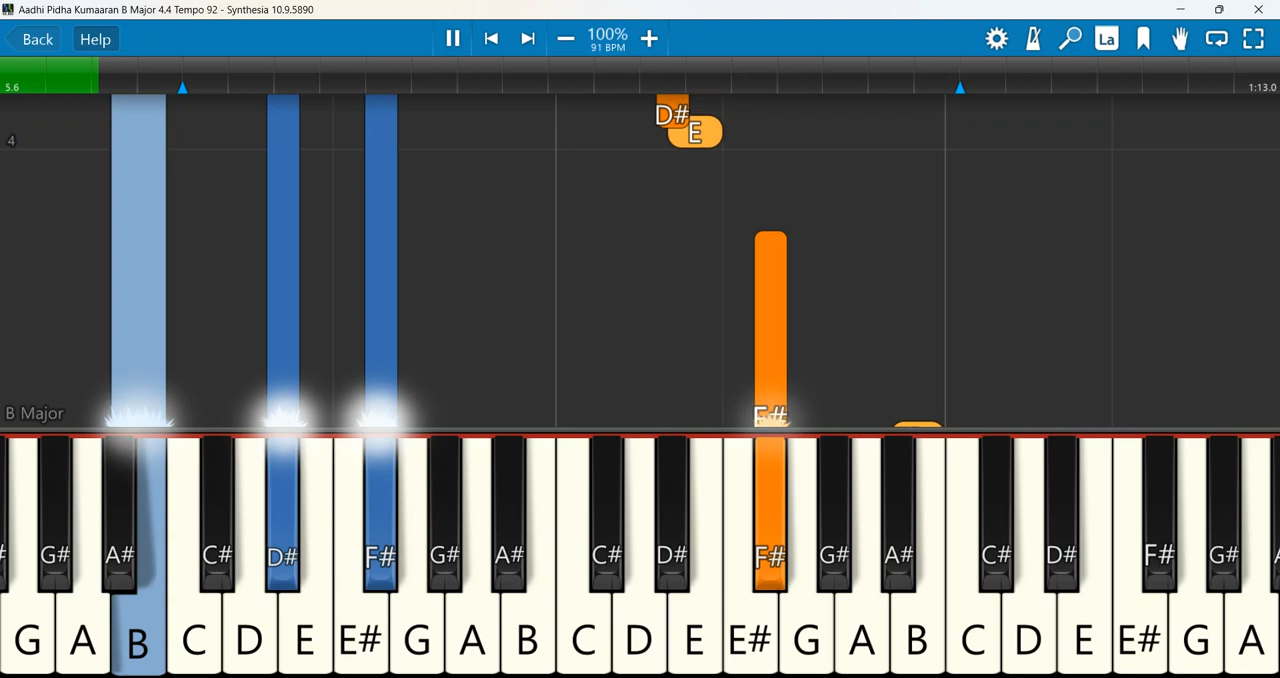 Aadhi Pidha Kumaaran B Major 4.4 Tempo 92 - Synthesia 10.9.5890
Back Help 100% La
91 BPM
5.6 1:13.0
D#
E
4
B Major F#
G# A# C# D# F# G# A# C# D# F# G# A# C# D# F# G#
G A B C D E E# G A B C D E E# G A B C D E E# G A